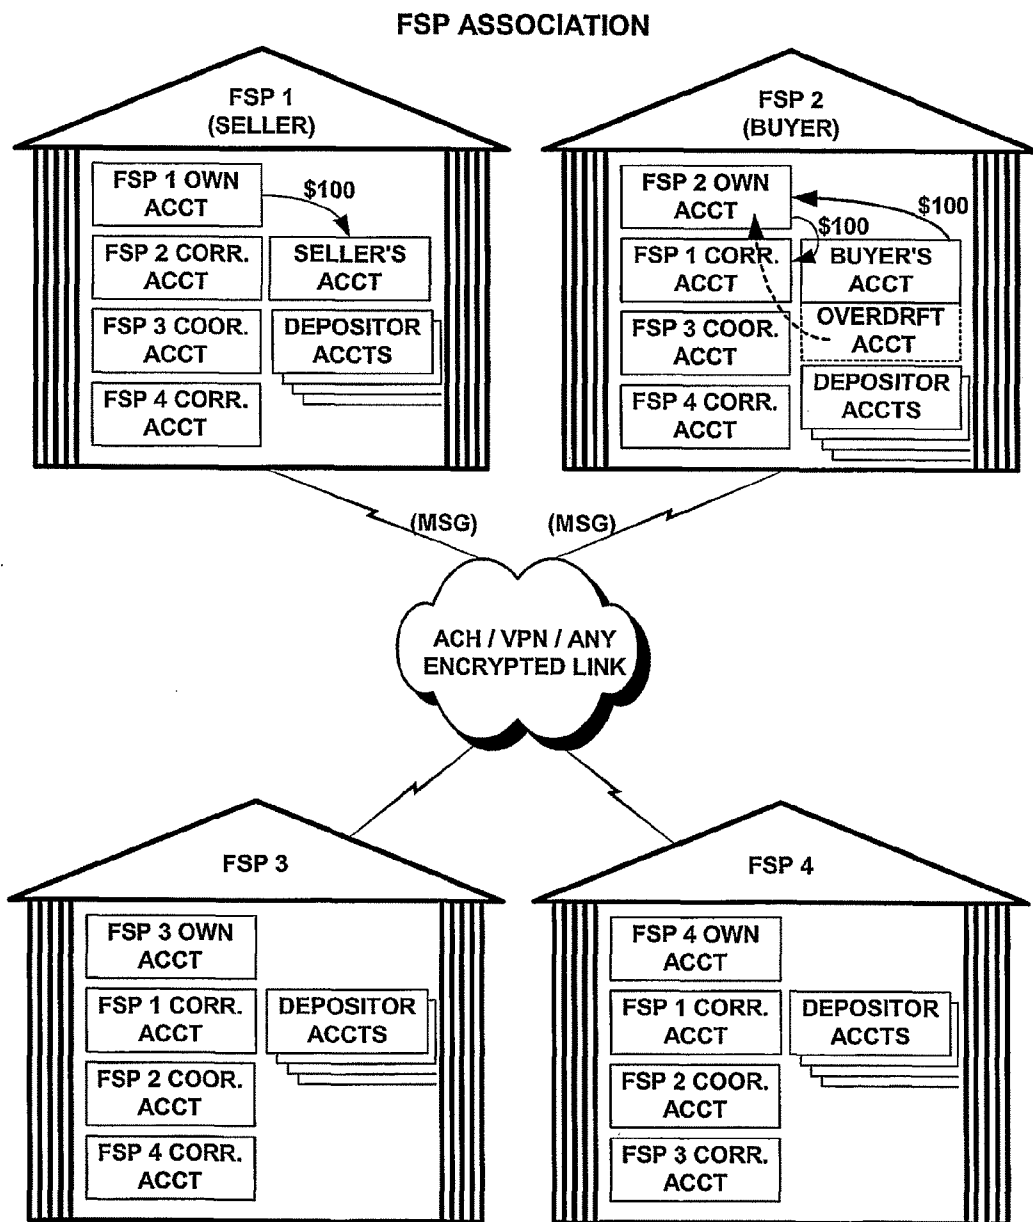 FSP ASSOCIATION
FSP 1
(SELLER)
FSP 1 OWN
ACCT
$100
FSP 2 CORR.
ACCT
SELLER'S
ACCT
FSP 3 COOR.
ACCT
DEPOSITOR
ACCTS
FSP 4 CORR.
ACCT
FSP 2
(BUYER)
FSP 2 OWN
ACCT
$100
$100
FSP 1 CORR.
ACCT
BUYER'S
ACCT
OVERDRFT
ACCT
FSP 3 COOR.
ACCT
FSP 4 CORR.
ACCT
DEPOSITOR
ACCTS
(MSG)
(MSG)
ACH / VPN / ANY
ENCRYPTED LINK
FSP 3
FSP 3 OWN
ACCT
FSP 1 CORR.
ACCT
DEPOSITOR
ACCTS
FSP 2 COOR.
ACCT
FSP 4 CORR.
ACCT
FSP 4
FSP 4 OWN
ACCT
FSP 1 CORR.
ACCT
DEPOSITOR
ACCTS
FSP 2 COOR.
ACCT
FSP 3 CORR.
ACCT